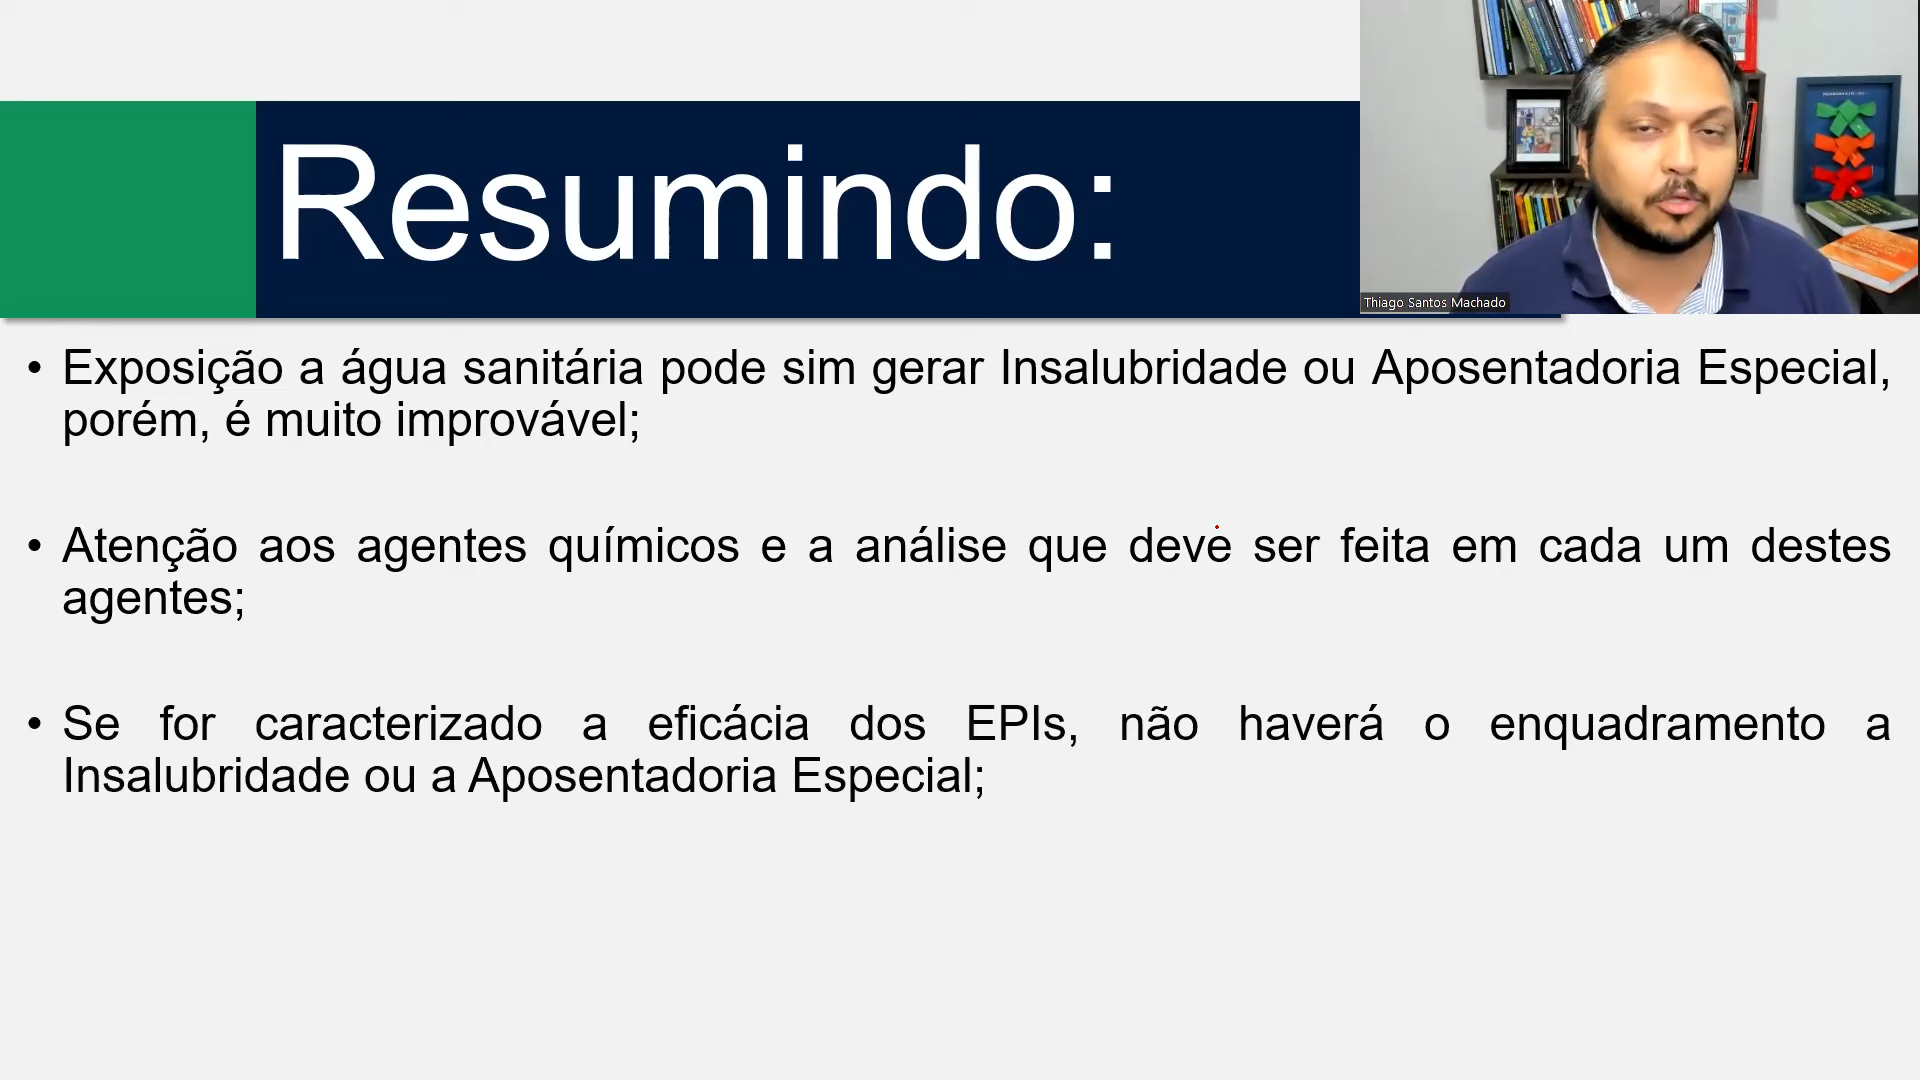 Resumindo:
Thiago Santos Machado
• Exposição a água sanitária pode sim gerar Insalubridade ou Aposentadoria Especial,
porém, é muito improvável;
• Atenção aos agentes químicos e a análise que deve ser feita em cada um destes
agentes;
• Se for caracterizado a eficácia dos EPIs, não haverá o enquadramento a
Insalubridade ou a Aposentadoria Especial;